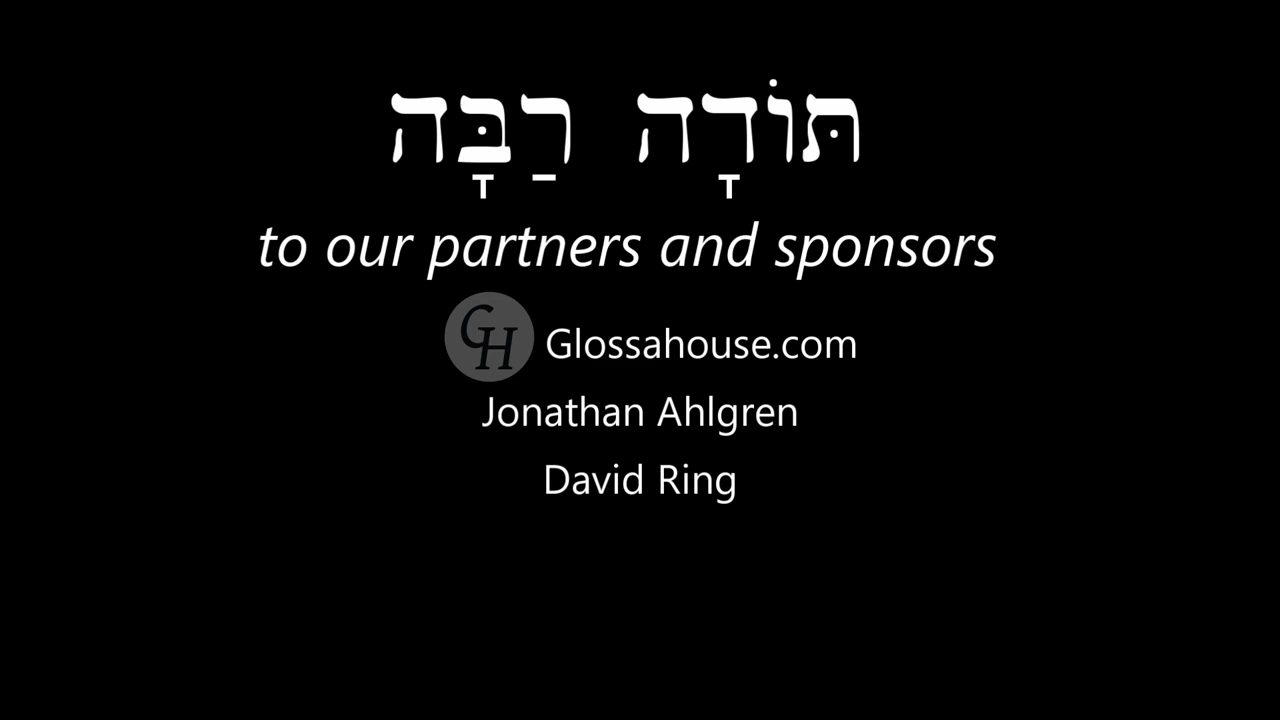 תּוֹדָה רַבָּה
to our partners and sponsors
GH Glossahouse.com
Jonathan Ahlgren
David Ring